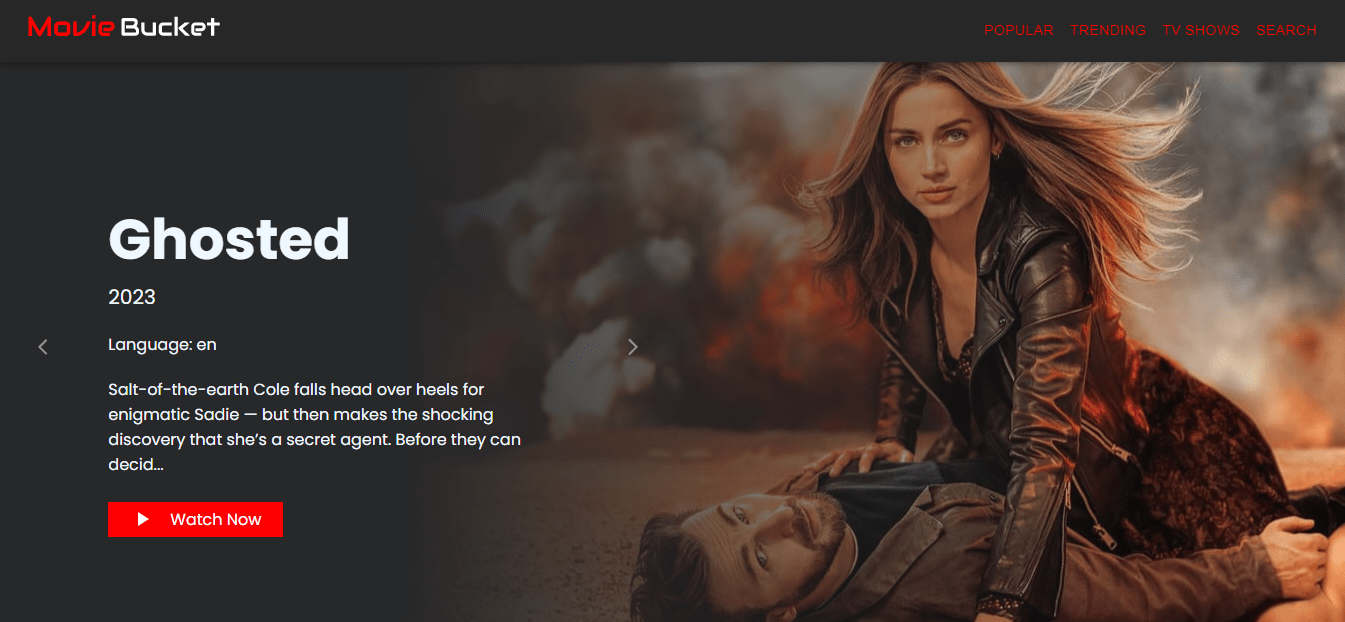 Movie Bucket
POPULAR TRENDING TV SHOWS SEARCH
Ghosted
2023
Language: en
Salt-of-the-earth Cole falls head over heels for
enigmatic Sadie — but then makes the shocking
discovery that she’s a secret agent. Before they can
decid...
Watch Now